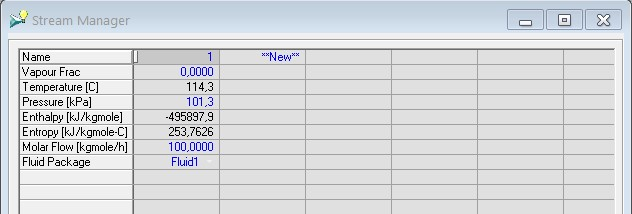 Stream Manager
Name 1 **New**
Vapour Frac 0,0000
Temperature [C] 114,3
Pressure [kPa] 101,3
Enthalpy [kJ/kgmole] -495897,9
Entropy [kJ/kgmole-C] 253,7626
Molar Flow [kgmole/h] 100,0000
Fluid Package Fluid1